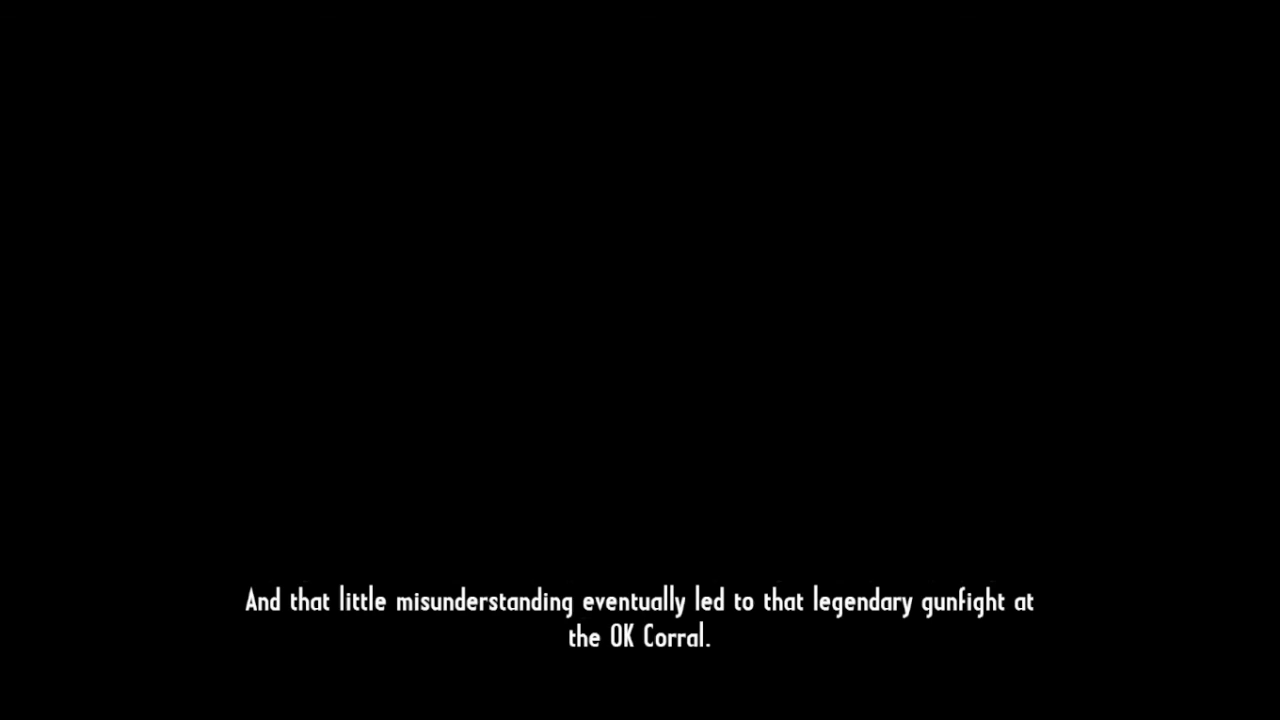 And that little misunderstanding eventually led to that legendary gunfight at
the OK Corral.